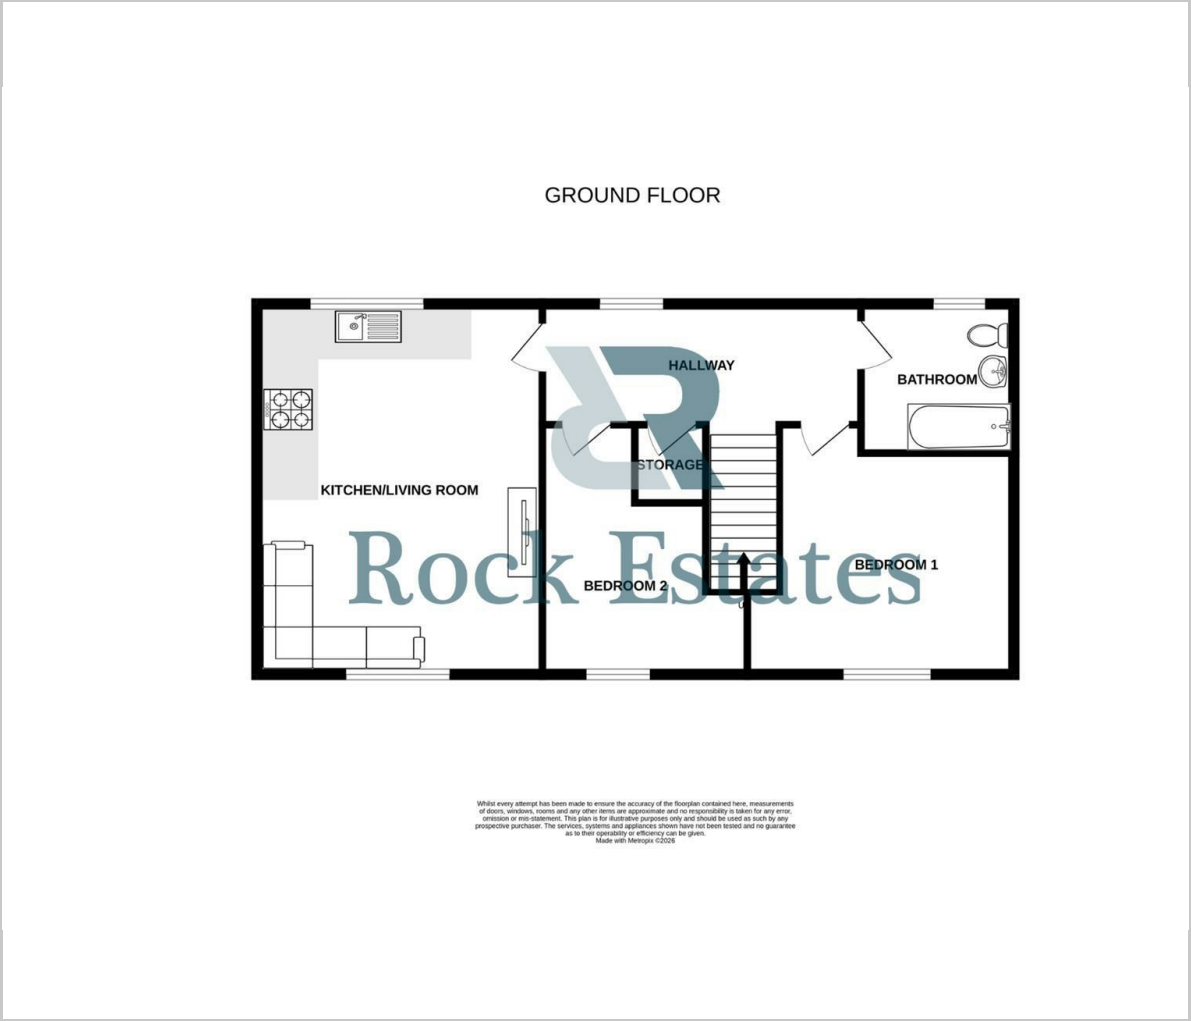 GROUND FLOOR
HALLWAY
BATHROOM
STORAGE
KITCHEN/LIVING ROOM
Rock Estates
BEDROOM 1
BEDROOM 2
Whilst every attempt has been made to ensure the accuracy of the floorplan contained here, measurements
of doors, windows, rooms and any other items are approximate and no responsibility is taken for any error,
omission or mis-statement. This plan is for illustrative purposes only and should be used as such by any
prospective purchaser. The services, systems and appliances shown have not been tested and no guarantee
as to their operability or efficiency can be given.
Made with Metropix ©2026